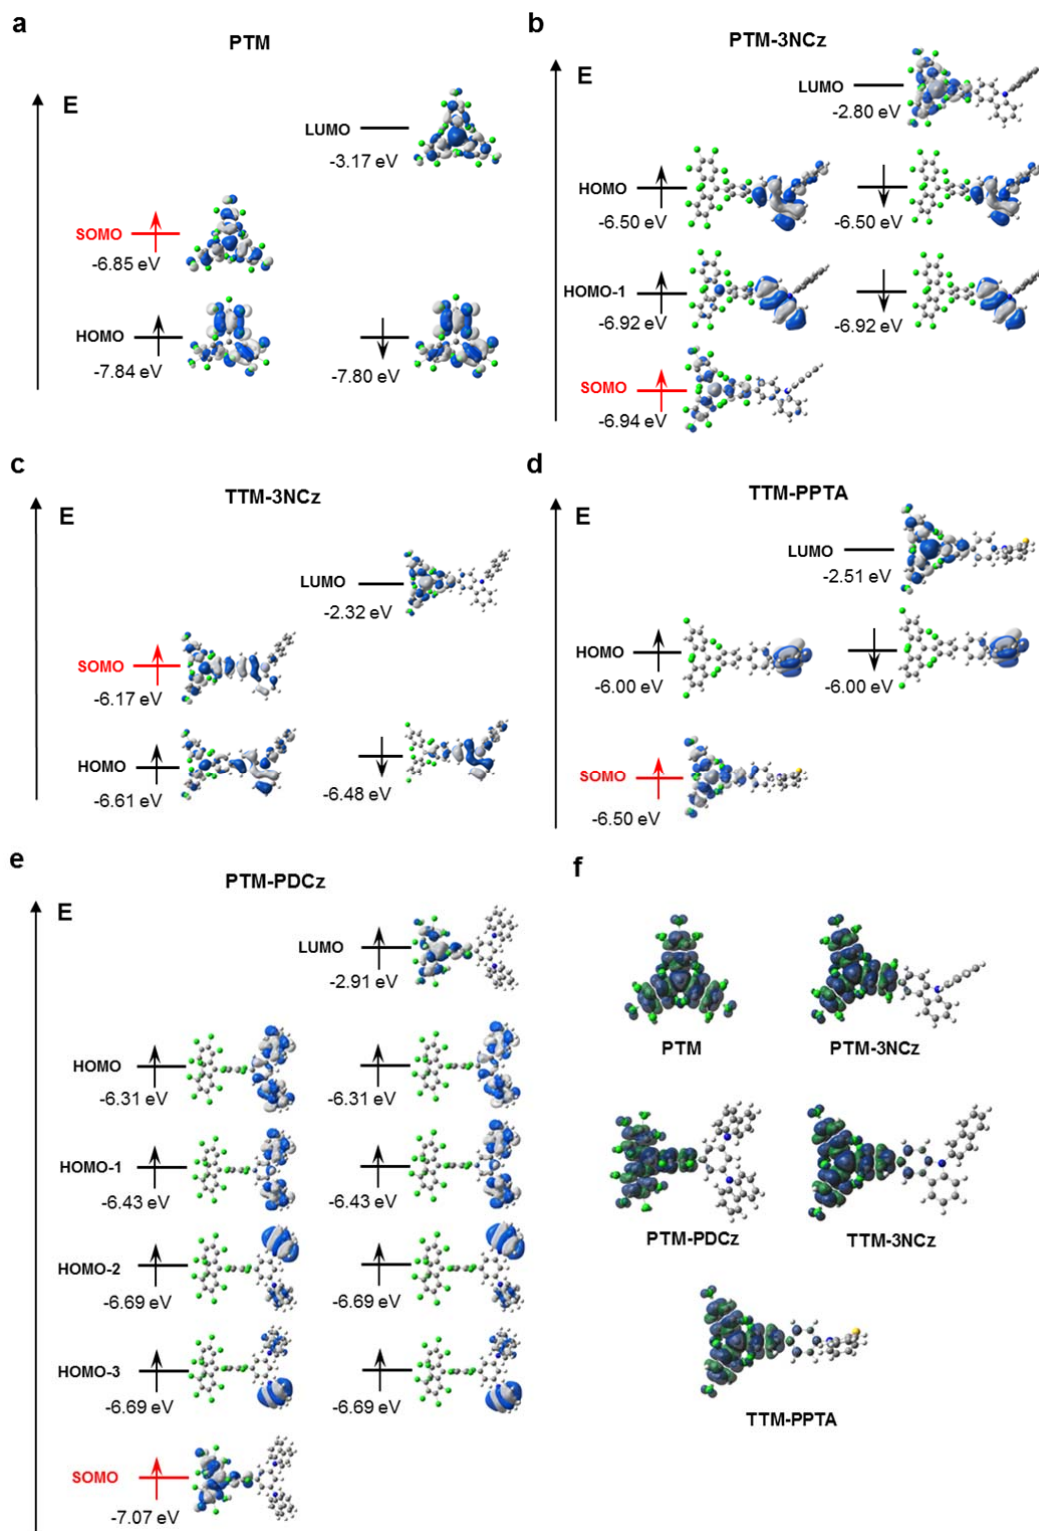 a
PTM
E
LUMO
-3.17 eV
SOMO
-6.85 eV
HOMO
-7.84 eV
-7.80 eV
b
PTM-3NCz
E
LUMO
-2.80 eV
HOMO
-6.50 eV
-6.50 eV
HOMO-1
-6.92 eV
-6.92 eV
SOMO
-6.94 eV
c
TTM-3NCz
E
LUMO
-2.32 eV
SOMO
-6.17 eV
HOMO
-6.61 eV
-6.48 eV
d
TTM-PPTA
E
LUMO
-2.51 eV
HOMO
-6.00 eV
-6.00 eV
SOMO
-6.50 eV
e
PTM-PDCz
E
LUMO
-2.91 eV
HOMO
-6.31 eV
-6.31 eV
HOMO-1
-6.43 eV
-6.43 eV
HOMO-2
-6.69 eV
-6.69 eV
HOMO-3
-6.69 eV
-6.69 eV
SOMO
-7.07 eV
f
PTM
PTM-3NCz
PTM-PDCz
TTM-3NCz
TTM-PPTA